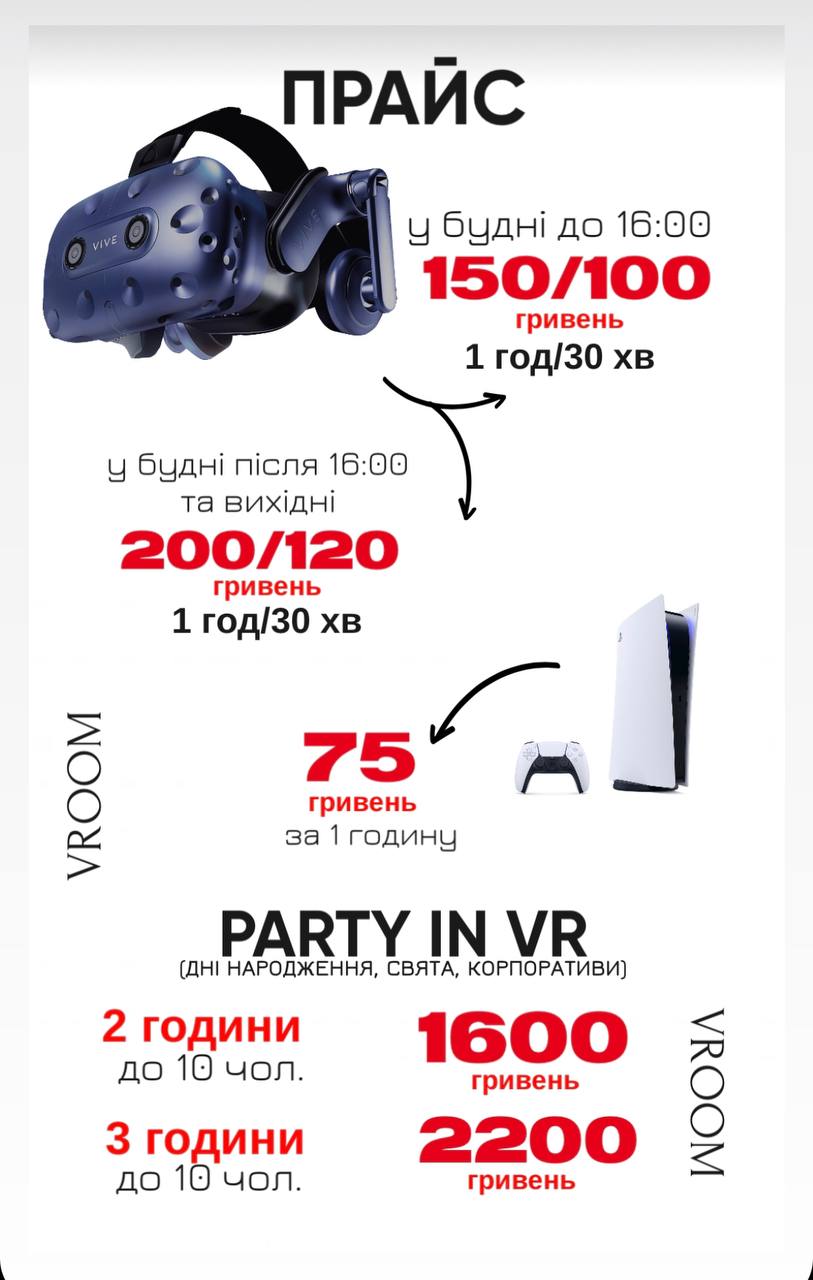 ПРАЙС
VIVE
VIVE
у будні до 16:00
150/100
гривень
1 год/30 хв
у будні після 16:00
та вихідні
200/120
гривень
1 год/30 хв
75
гривень
за 1 годину
VROOM
PARTY IN VR
(ДНІ НАРОДЖЕННЯ, СВЯТА, КОРПОРАТИВИ)
2 години
до 10 чол.
1600
гривень
3 години
до 10 чол.
2200
гривень
VROOM